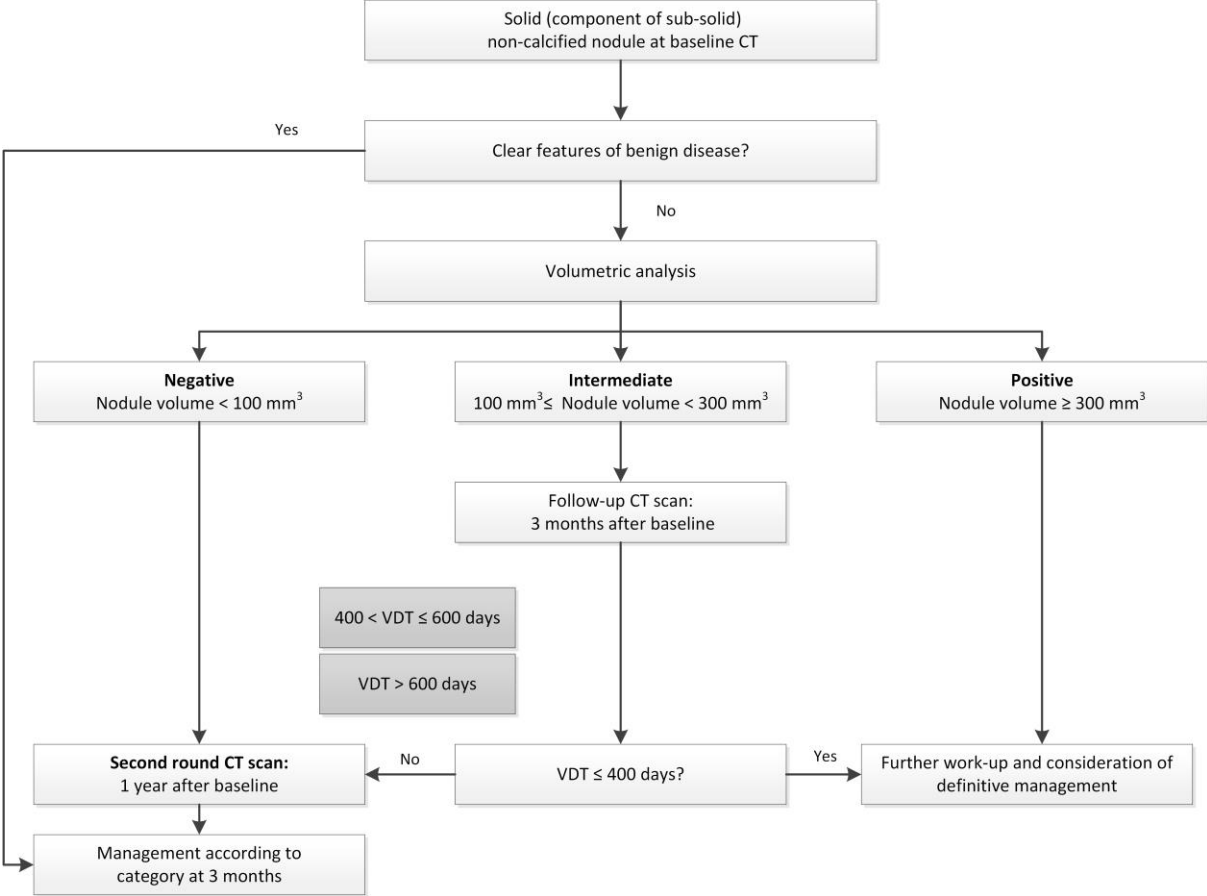 Solid (component of sub-solid)
non-calcified nodule at baseline CT
Yes
Clear features of benign disease?
No
Volumetric analysis
Negative
Nodule volume < 100 mm³
Intermediate
100 mm³≤ Nodule volume < 300 mm³
Positive
Nodule volume ≥ 300 mm³
Follow-up CT scan:
3 months after baseline
400 < VDT ≤ 600 days
VDT > 600 days
Second round CT scan:
1 year after baseline
No
VDT ≤ 400 days?
Yes
Further work-up and consideration of
definitive management
Management according to
category at 3 months